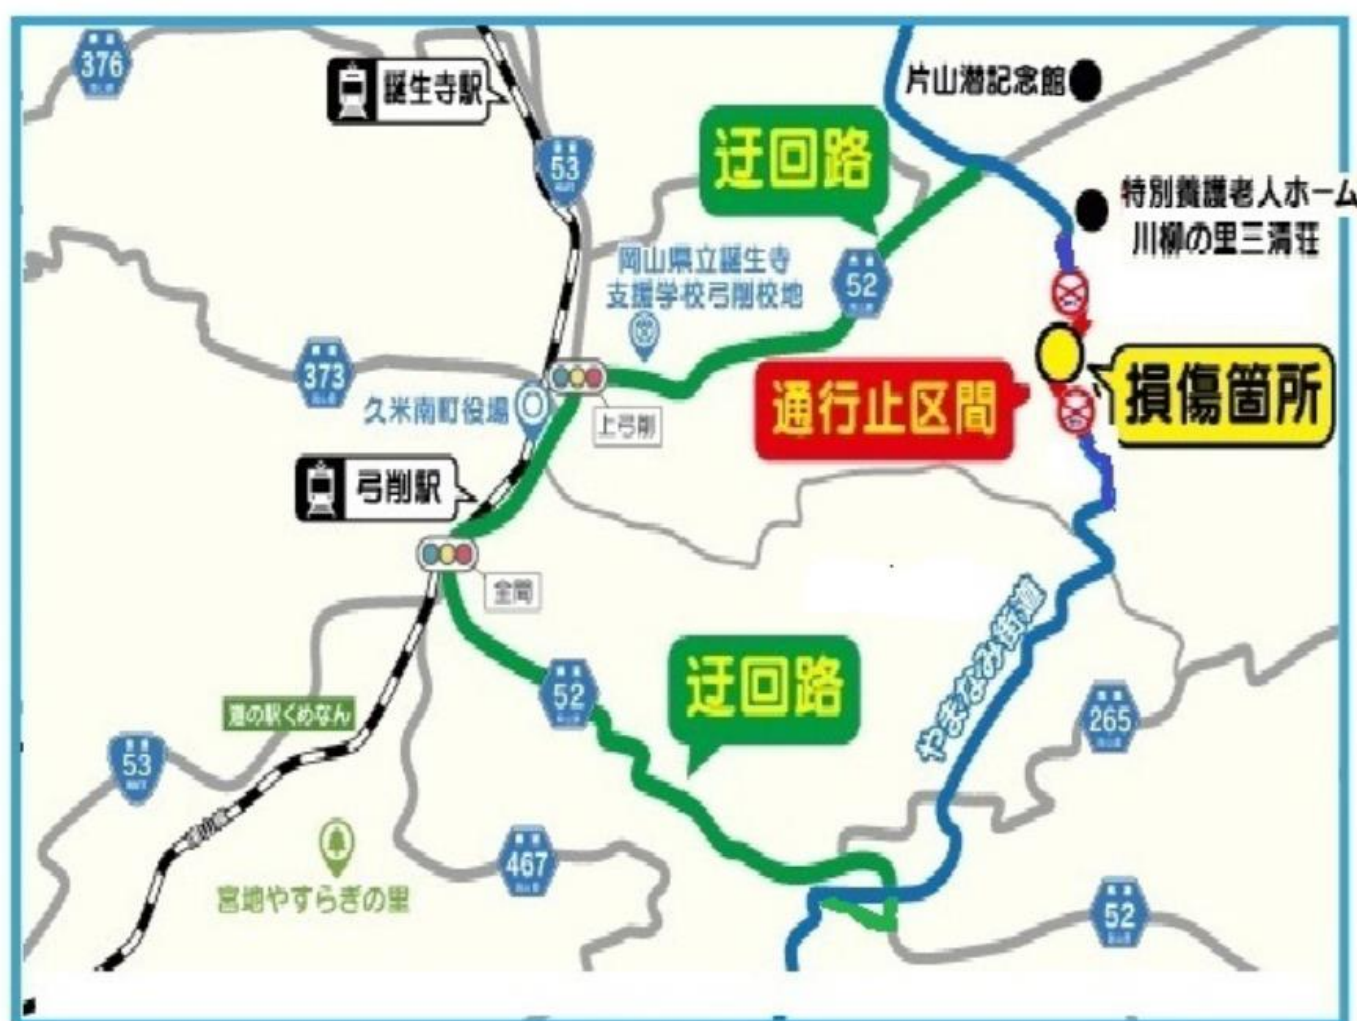 376
誕生寺駅
片山潜記念館
53
迂回路
特別養護老人ホーム
川柳の里三清荘
岡山県立誕生寺
支援学校弓削校地
52
373
通行止区間
損傷箇所
久米南町役場
上弓削
弓削駅
全間
やまなみ街道
52
迂回路
道の駅くめなん
265
53
467
宮地やすらぎの里
52